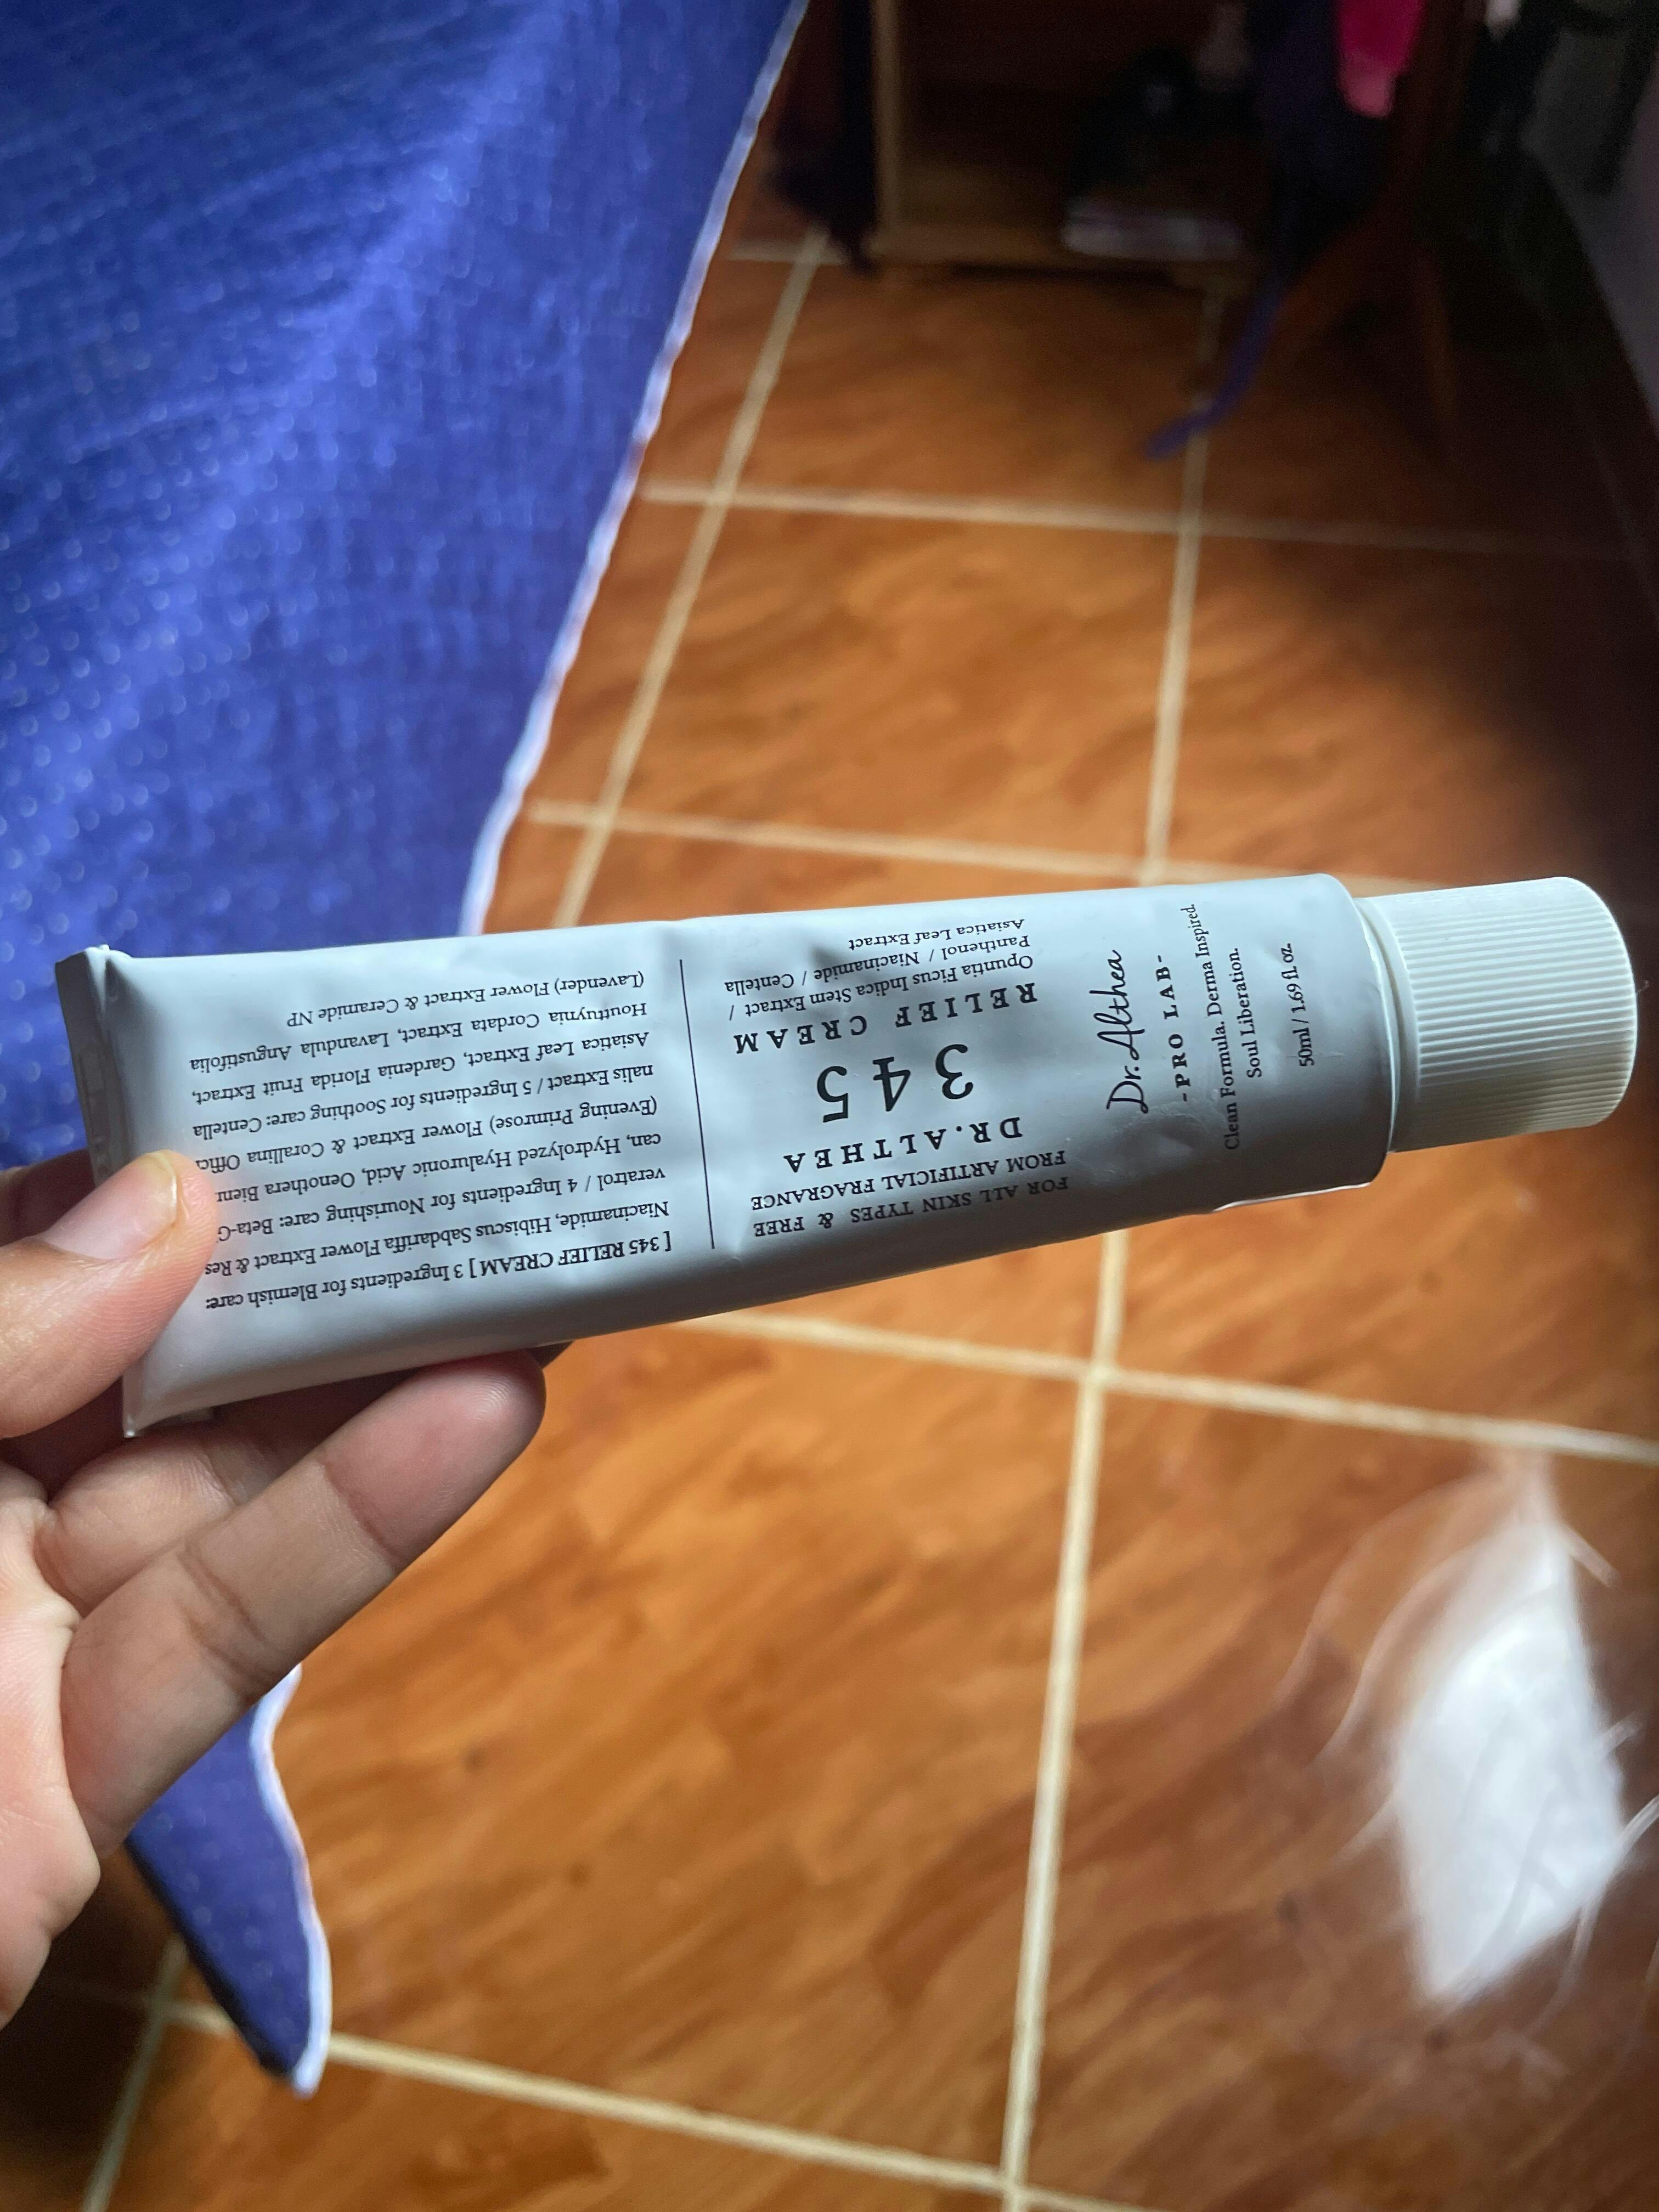 [ 345 RELIEF CREAM ] 3 Ingredients for Blemish care:
Niacinamide, Hibiscus Sabdariffa Flower Extract & Res
veratrol / 4 Ingredients for Nourishing care: Beta-G
can, Hydrolyzed Hyaluronic Acid, Oenothera Bienn
(Evening Primrose) Flower Extract & Corallina Offici
nalis Extract / 5 Ingredients for Soothing care: Centella
Asiatica Leaf Extract, Gardenia Florida Fruit Extract,
Houttuynia Cordata Extract, Lavandula Angustifolia
(Lavender) Flower Extract & Ceramide NP
FOR ALL SKIN TYPES & FREE
FROM ARTIFICIAL FRAGRANCE
DR.ALTHEA
345
RELIEF CREAM
Opuntia Ficus Indica Stem Extract /
Panthenol / Niacinamide / Centella
Asiatica Leaf Extract
Dr.Althea
- PRO LAB -
Clean Formula. Derma Inspired.
Soul Liberation.
50ml / 1.69 fl oz.